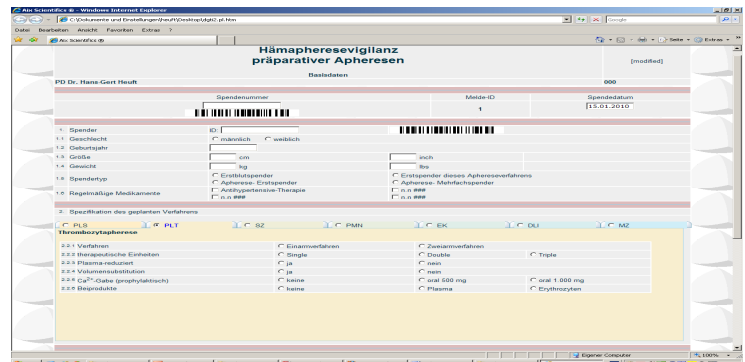 Aix Scientifics ® - Windows Internet Explorer
C:\Dokumente und Einstellungen\heuft\Desktop\dghi2-pl.htm
Google
Datei Bearbeiten Ansicht Favoriten Extras ?
Aix Scientifics ®
Seite Extras
Hämapheresevigilanz
präparativer Apheresen
[modified]
Basisdaten
PD Dr. Hans-Gert Heuft 000
Spendenummer Melde-ID Spendedatum
1 15.01.2010
1. Spender ID:
1.1 Geschlecht männlich weiblich
1.2 Geburtsjahr
1.3 Größe cm inch
1.4 Gewicht kg lbs
1.5 Spendertyp Erstblutspender Erstspender dieses Aphereseverfahrens
Apherese- Erstspender Apherese- Mehrfachspender
1.6 Regelmäßige Medikamente Antihypertensive-Therapie n.n ###
n.n ### n.n ###
2. Spezifikation des geplanten Verfahrens
PLS PLT SZ PMN EK DLI MZ
Thrombozytapherese
2.2.1 Verfahren Einarmverfahren Zweiarmverfahren
2.2.2 therapeutische Einheiten Single Double Triple
2.2.3 Plasma-reduziert ja nein
2.2.4 Volumensubstitution ja nein
2.2.5 Ca2+-Gabe (prophylaktisch) keine oral 500 mg oral 1.000 mg
2.2.6 Beiprodukte keine Plasma Erythrozyten
Eigener Computer 100%